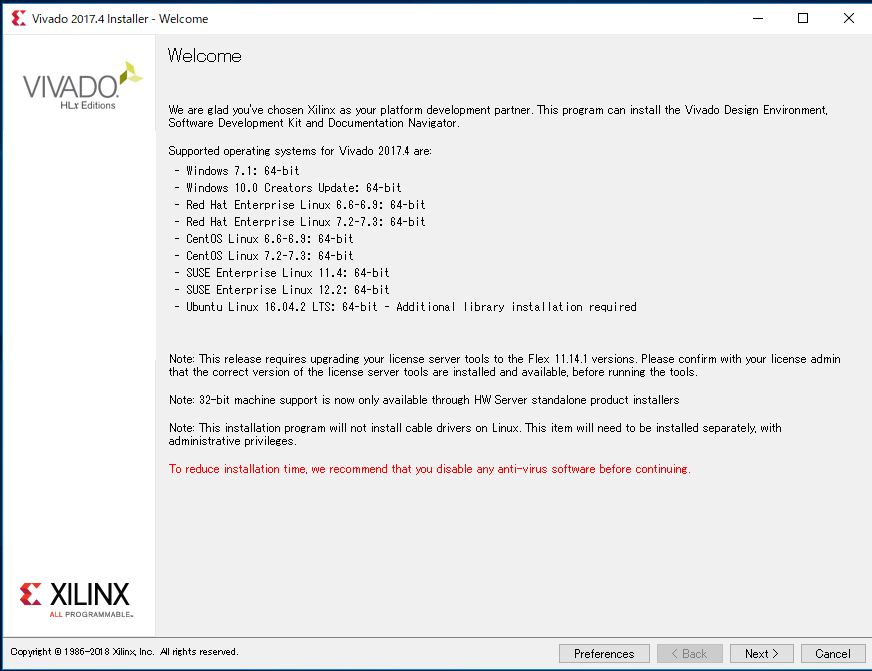 Vivado 2017.4 Installer - Welcome
VIVADO.
HLx Editions
Welcome
We are glad you've chosen Xilinx as your platform development partner. This program can install the Vivado Design Environment,
Software Development Kit and Documentation Navigator.
Supported operating systems for Vivado 2017.4 are:
- Windows 7.1: 64-bit
- Windows 10.0 Creators Update: 64-bit
- Red Hat Enterprise Linux 6.6-6.9: 64-bit
- Red Hat Enterprise Linux 7.2-7.3: 64-bit
- CentOS Linux 6.6-6.9: 64-bit
- CentOS Linux 7.2-7.3: 64-bit
- SUSE Enterprise Linux 11.4: 64-bit
- SUSE Enterprise Linux 12.2: 64-bit
- Ubuntu Linux 16.04.2 LTS: 64-bit - Additional library installation required
Note: This release requires upgrading your license server tools to the Flex 11.14.1 versions. Please confirm with your license admin
that the correct version of the license server tools are installed and available, before running the tools.
Note: 32-bit machine support is now only available through HW Server standalone product installers
Note: This installation program will not install cable drivers on Linux. This item will need to be installed separately, with
administrative privileges.
To reduce installation time, we recommend that you disable any anti-virus software before continuing.
XILINX
ALL PROGRAMMABLE™
Copyright © 1986-2018 Xilinx, Inc. All rights reserved.
Preferences
< Back
Next >
Cancel